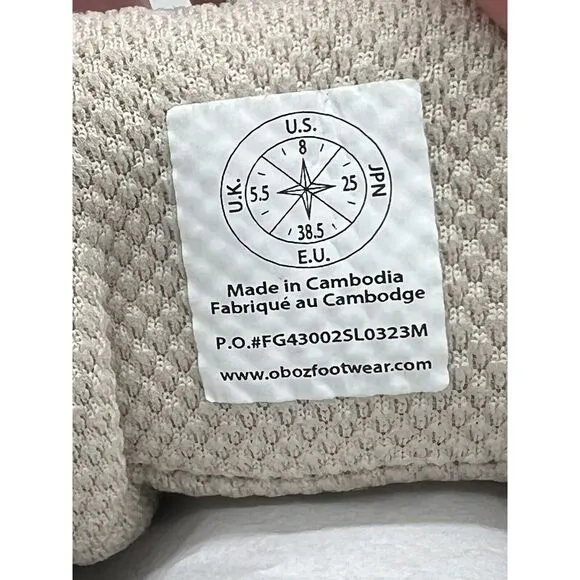 U.S.
8
U.K.
5.5
25
JPN
38.5
E.U.
Made in Cambodia
Fabriqué au Cambodge
P.O.#FG43002SL0323M
www.obozfootwear.com